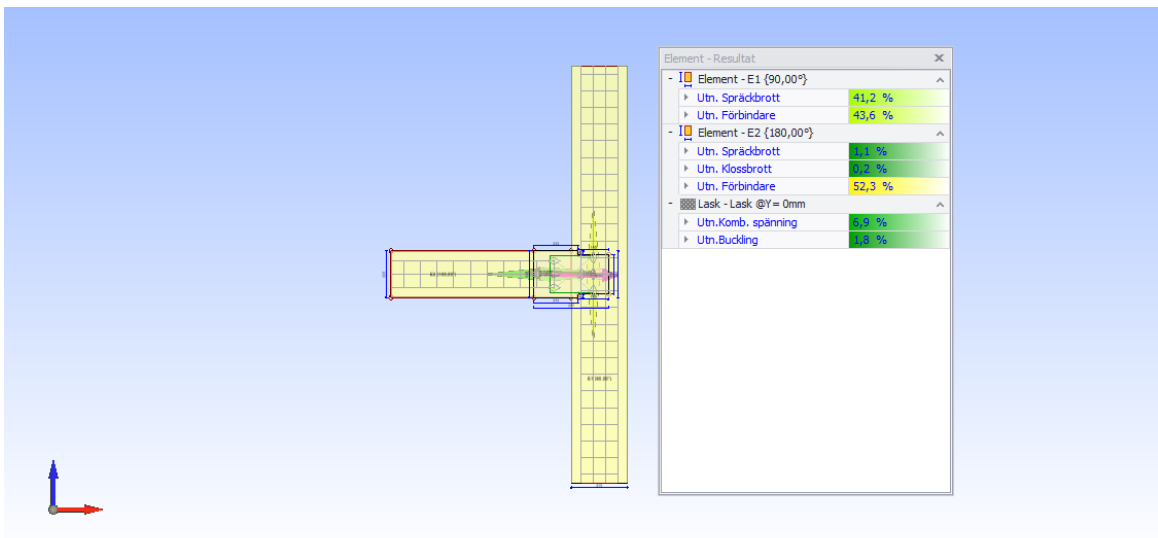 Element - Resultat
- Element - E1 {90,00°}
Utn. Spräckbrott 41,2 %
Utn. Förbindare 43,6 %
- Element - E2 {180,00°}
Utn. Spräckbrott 1,1 %
Utn. Klossbrott 0,2 %
Utn. Förbindare 52,3 %
- Lask - Lask @Y= 0mm
Utn.Komb. spänning 6,9 %
Utn.Buckling 1,8 %